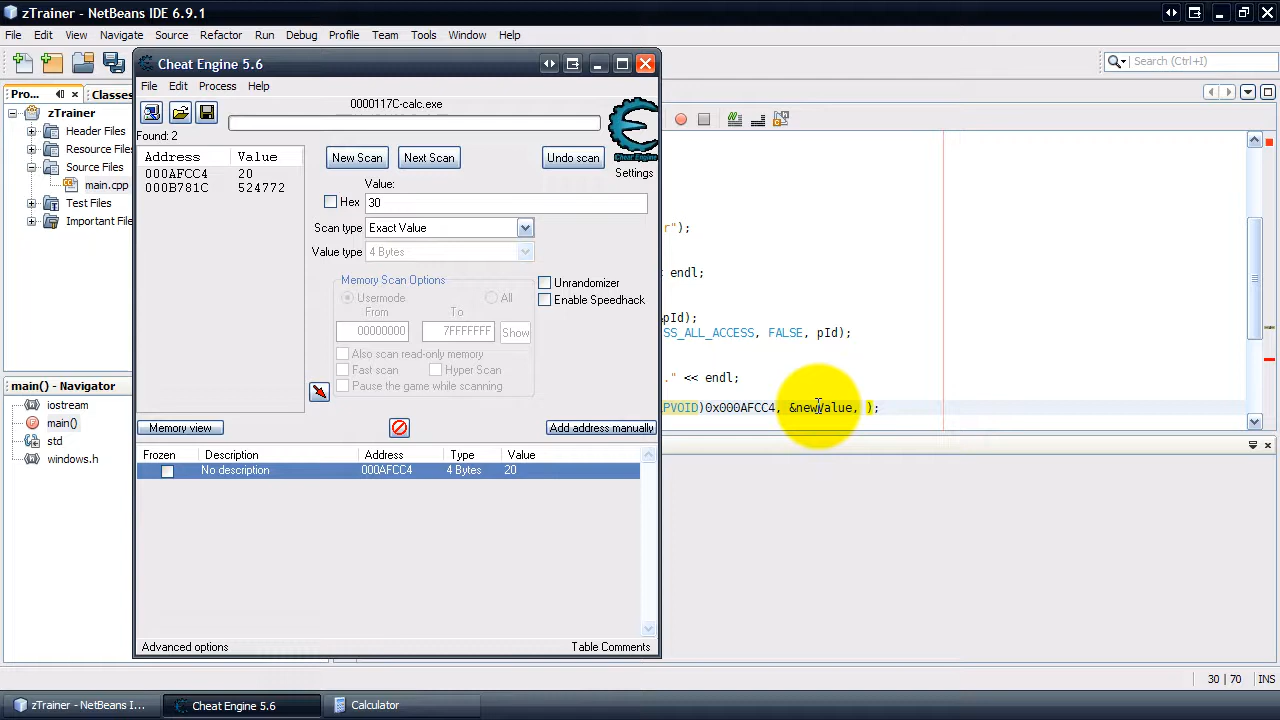 zTrainer - NetBeans IDE 6.9.1
File Edit View Navigate Source Refactor Run Debug Profile Team Tools Window Help
Search (Ctrl+I)
Pro...
Classes
zTrainer
Header Files
Resource Files
Source Files
main.cpp
Test Files
Important Files
main() - Navigator
iostream
main()
std
windows.h
Cheat Engine 5.6
File Edit Process Help
0000117C-calc.exe
Found: 2
Address Value
000AFCC4 20
000B781C 524772
New Scan Next Scan Undo scan
Cheat Engine
Settings
Value:
Hex 30
Scan type Exact Value
Value type 4 Bytes
Memory Scan Options
Usermode All
From To
00000000 7FFFFFFF Show
Also scan read-only memory
Fast scan Hyper Scan
Pause the game while scanning
Unrandomizer
Enable Speedhack
Memory view Add address manually
Frozen Description Address Type Value
No description 000AFCC4 4 Bytes 20
Advanced options Table Comments
r");
< endl;
pId);
SS_ALL_ACCESS, FALSE, pId);
." << endl;
PVOID)0x000AFCC4, &newValue, );
30 | 70 INS
zTrainer - NetBeans I... Cheat Engine 5.6 Calculator